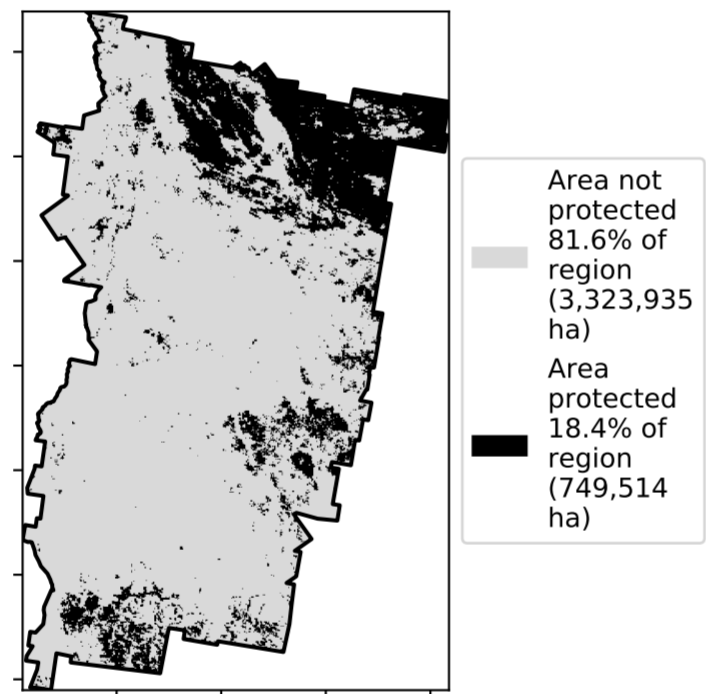 Area not
protected
81.6% of
region
(3,323,935
ha)
Area
protected
18.4% of
region
(749,514
ha)